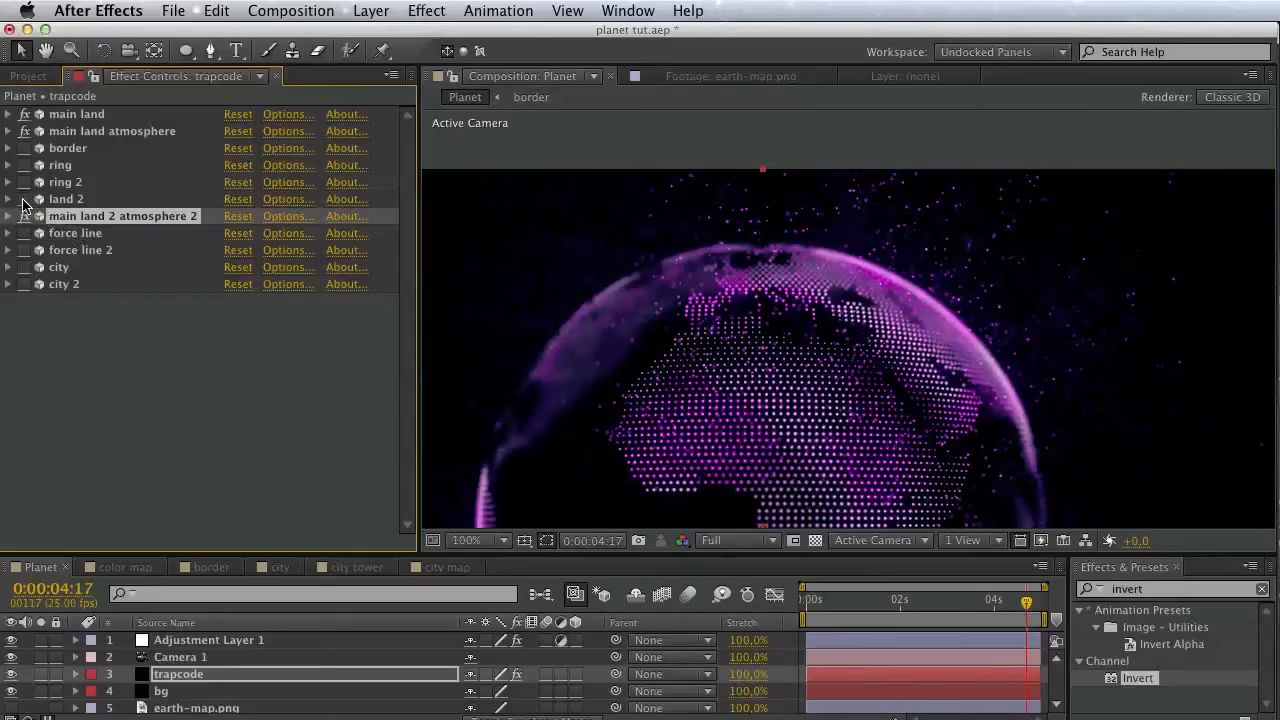 After Effects File Edit Composition Layer Effect Animation View Window Help
planet tut.aep *
Workspace: Undocked Panels Search Help
Project Effect Controls: trapcode Composition: Planet Footage: earth-map.png Layer: (none)
Planet • trapcode
Planet border Renderer: Classic 3D
Active Camera
fx main land Reset Options... About...
fx main land atmosphere Reset Options... About...
border Reset Options... About...
ring Reset Options... About...
ring 2 Reset Options... About...
land 2 Reset Options... About...
main land 2 atmosphere 2 Reset Options... About...
force line Reset Options... About...
force line 2 Reset Options... About...
city Reset Options... About...
city 2 Reset Options... About...
100% 0:00:04:17 Full Active Camera 1 View +0,0
Planet color map border city city tower city map Effects & Presets
0:00:04:17
00117 (25.00 fps)
invert
:00s 02s 04s
# Source Name Parent Stretch
* Animation Presets
Image - Utilities
Invert Alpha
Channel
Invert
1 Adjustment Layer 1 fx None 100,0%
2 Camera 1 None 100,0%
3 trapcode fx None 100,0%
4 bg None 100,0%
5 earth-map.png None 100,0%